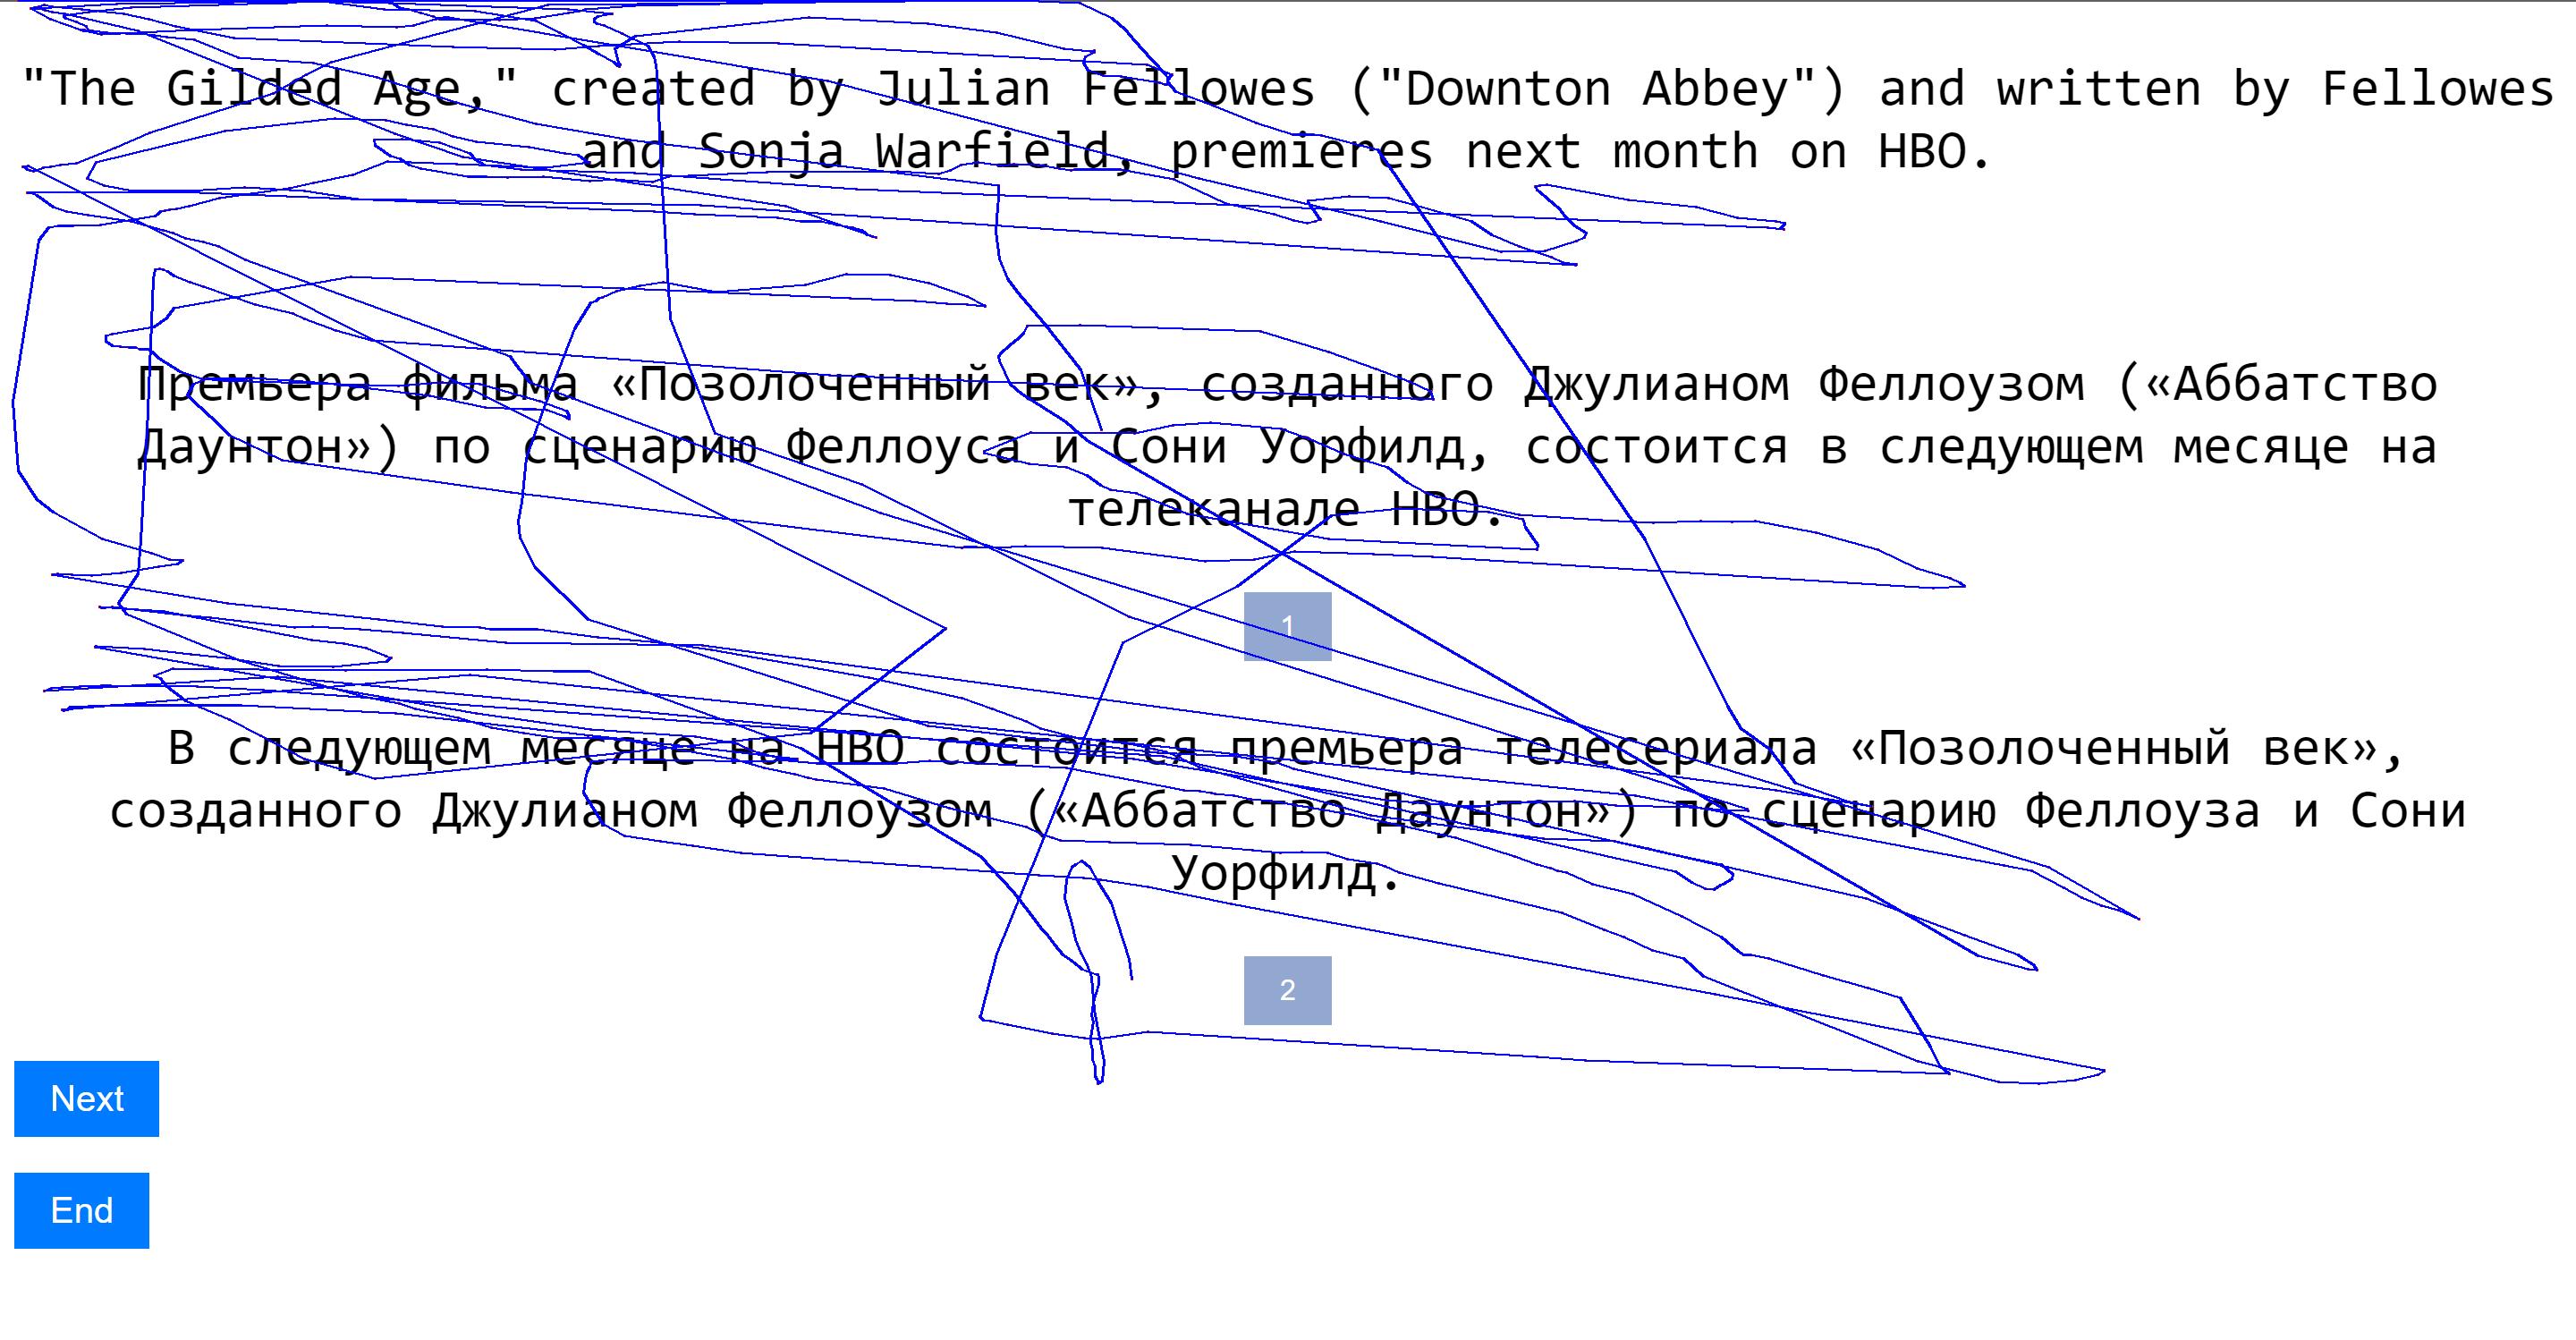 "The Gilded Age," created by Julian Fellowes ("Downton Abbey") and written by Fellowes
and Sonja Warfield, premieres next month on HBO.
Премьера фильма «Позолоченный век», созданного Джулианом Феллоузом («Аббатство
Даунтон») по сценарию Феллоуса и Сони Уорфилд, состоится в следующем месяце на
телеканале HBO.
1
В следующем месяце на HBO состоится премьера телесериала «Позолоченный век»,
созданного Джулианом Феллоузом («Аббатство Даунтон») по сценарию Феллоуза и Сони
Уорфилд.
2
Next
End